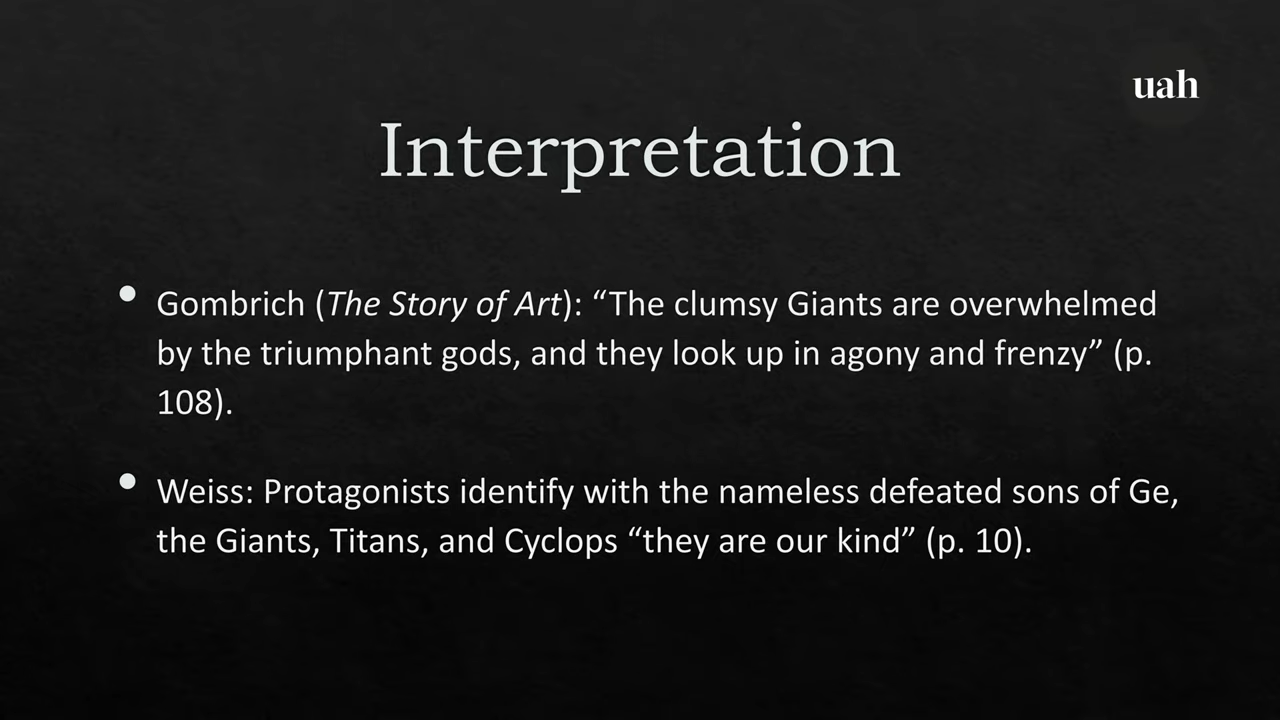 uah
Interpretation
• Gombrich (The Story of Art): “The clumsy Giants are overwhelmed
by the triumphant gods, and they look up in agony and frenzy” (p.
108).
• Weiss: Protagonists identify with the nameless defeated sons of Ge,
the Giants, Titans, and Cyclops “they are our kind” (p. 10).